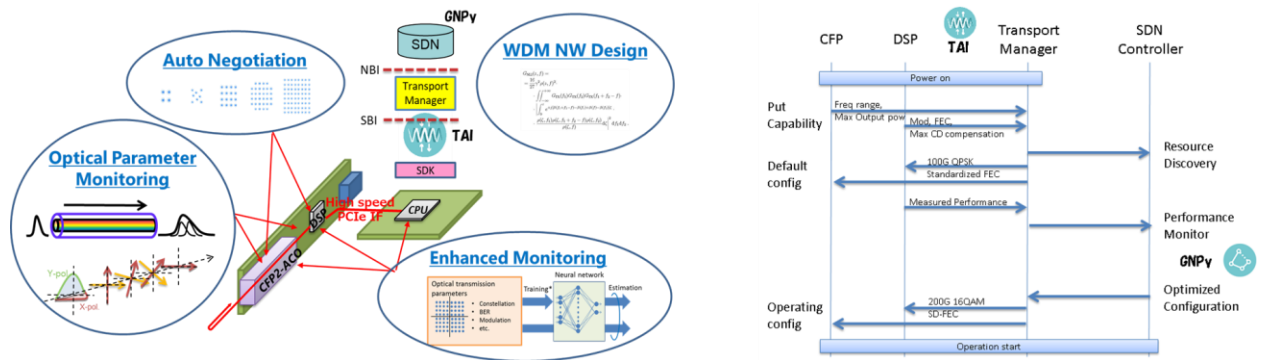 GNPy
SDN
Auto Negotiation
WDM NW Design
NBI
Transport
Manager
SBI
TAI
SDK
Optical Parameter
Monitoring
High speed
PCIe IF
DSP
CPU
CFP2-ACO
Y-pol
X-pol
Enhanced Monitoring
Optical transmission
parameters
• Constellation
• BER
• Modulation
• etc.
Training*
Neural network
Estimation
CFP
DSP
TAI
Transport
Manager
SDN
Controller
Power on
Put
Capability
Freq range,
Max Output pow
Mod, FEC,
Max CD compensation
Resource
Discovery
Default
config
100G QPSK
Standardized FEC
Measured Performance
Performance
Monitor
GNPy
Optimized
Configuration
Operating
config
200G 16QAM
SD-FEC
Operation start